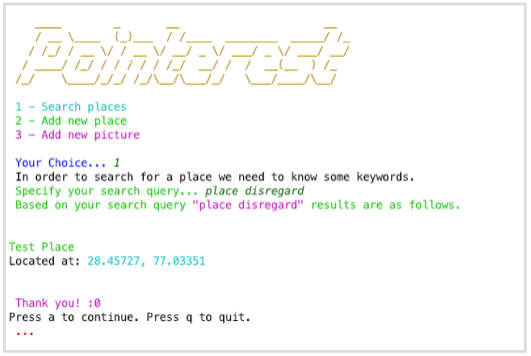 Pointerest
1 - Search places
2 - Add new place
3 - Add new picture
Your Choice... 1
In order to search for a place we need to know some keywords.
Specify your search query... place disregard
Based on your search query "place disregard" results are as follows.
Test Place
Located at: 28.45727, 77.03351
Thank you! :0
Press a to continue. Press q to quit.
...